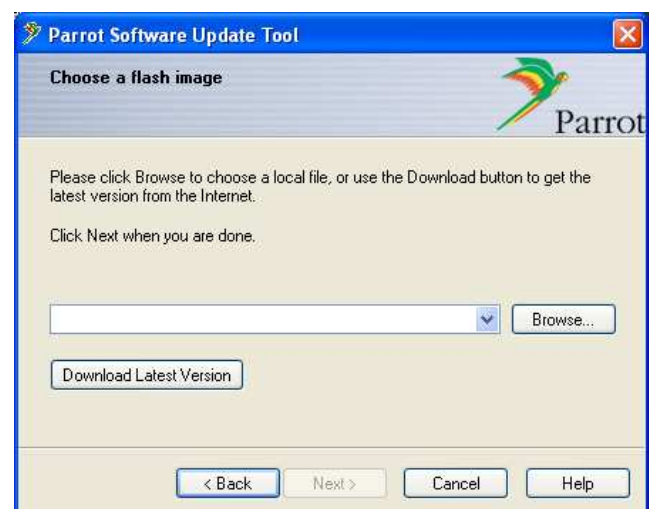 Parrot Software Update Tool
Choose a flash image
Parrot
Please click Browse to choose a local file, or use the Download button to get the
latest version from the Internet.
Click Next when you are done.
Browse...
Download Latest Version
< Back
Next >
Cancel
Help